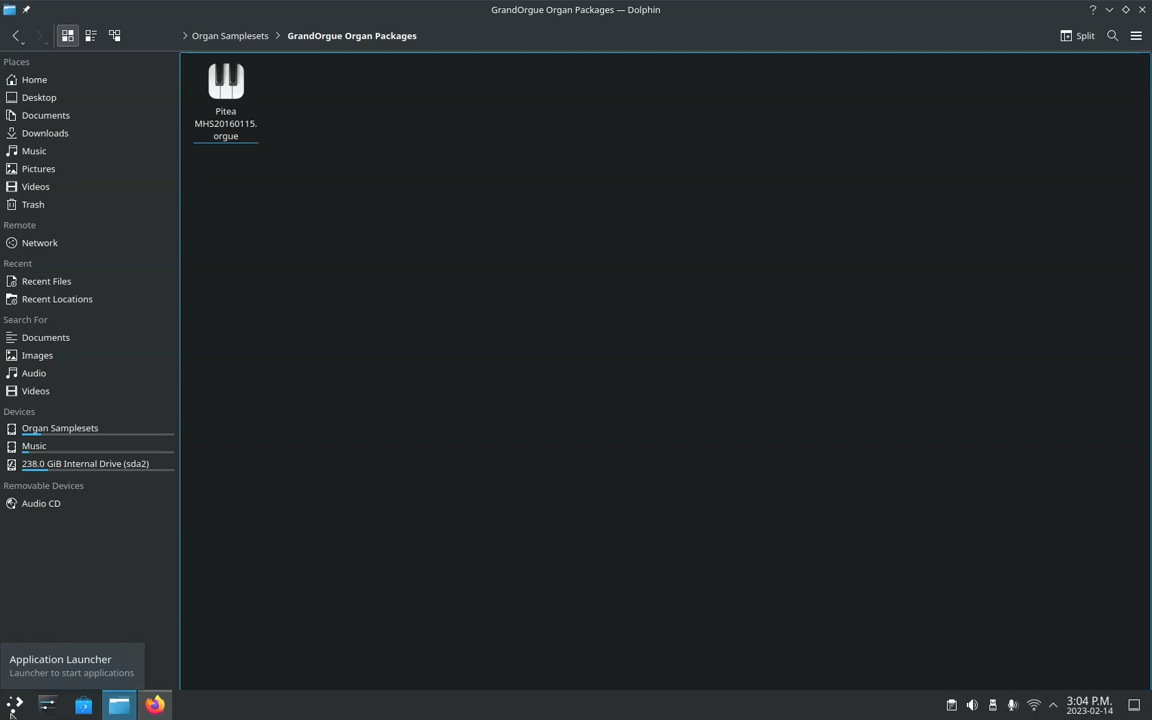 GrandOrgue Organ Packages — Dolphin
Organ Samplesets
GrandOrgue Organ Packages
Split
Places
Home
Desktop
Documents
Downloads
Music
Pictures
Videos
Trash
Remote
Network
Recent
Recent Files
Recent Locations
Search For
Documents
Images
Audio
Videos
Devices
Organ Samplesets
Music
238.0 GiB Internal Drive (sda2)
Removable Devices
Audio CD
Pitea
MHS20160115.
orgue
Application Launcher
Launcher to start applications
3:04 P.M.
2023-02-14